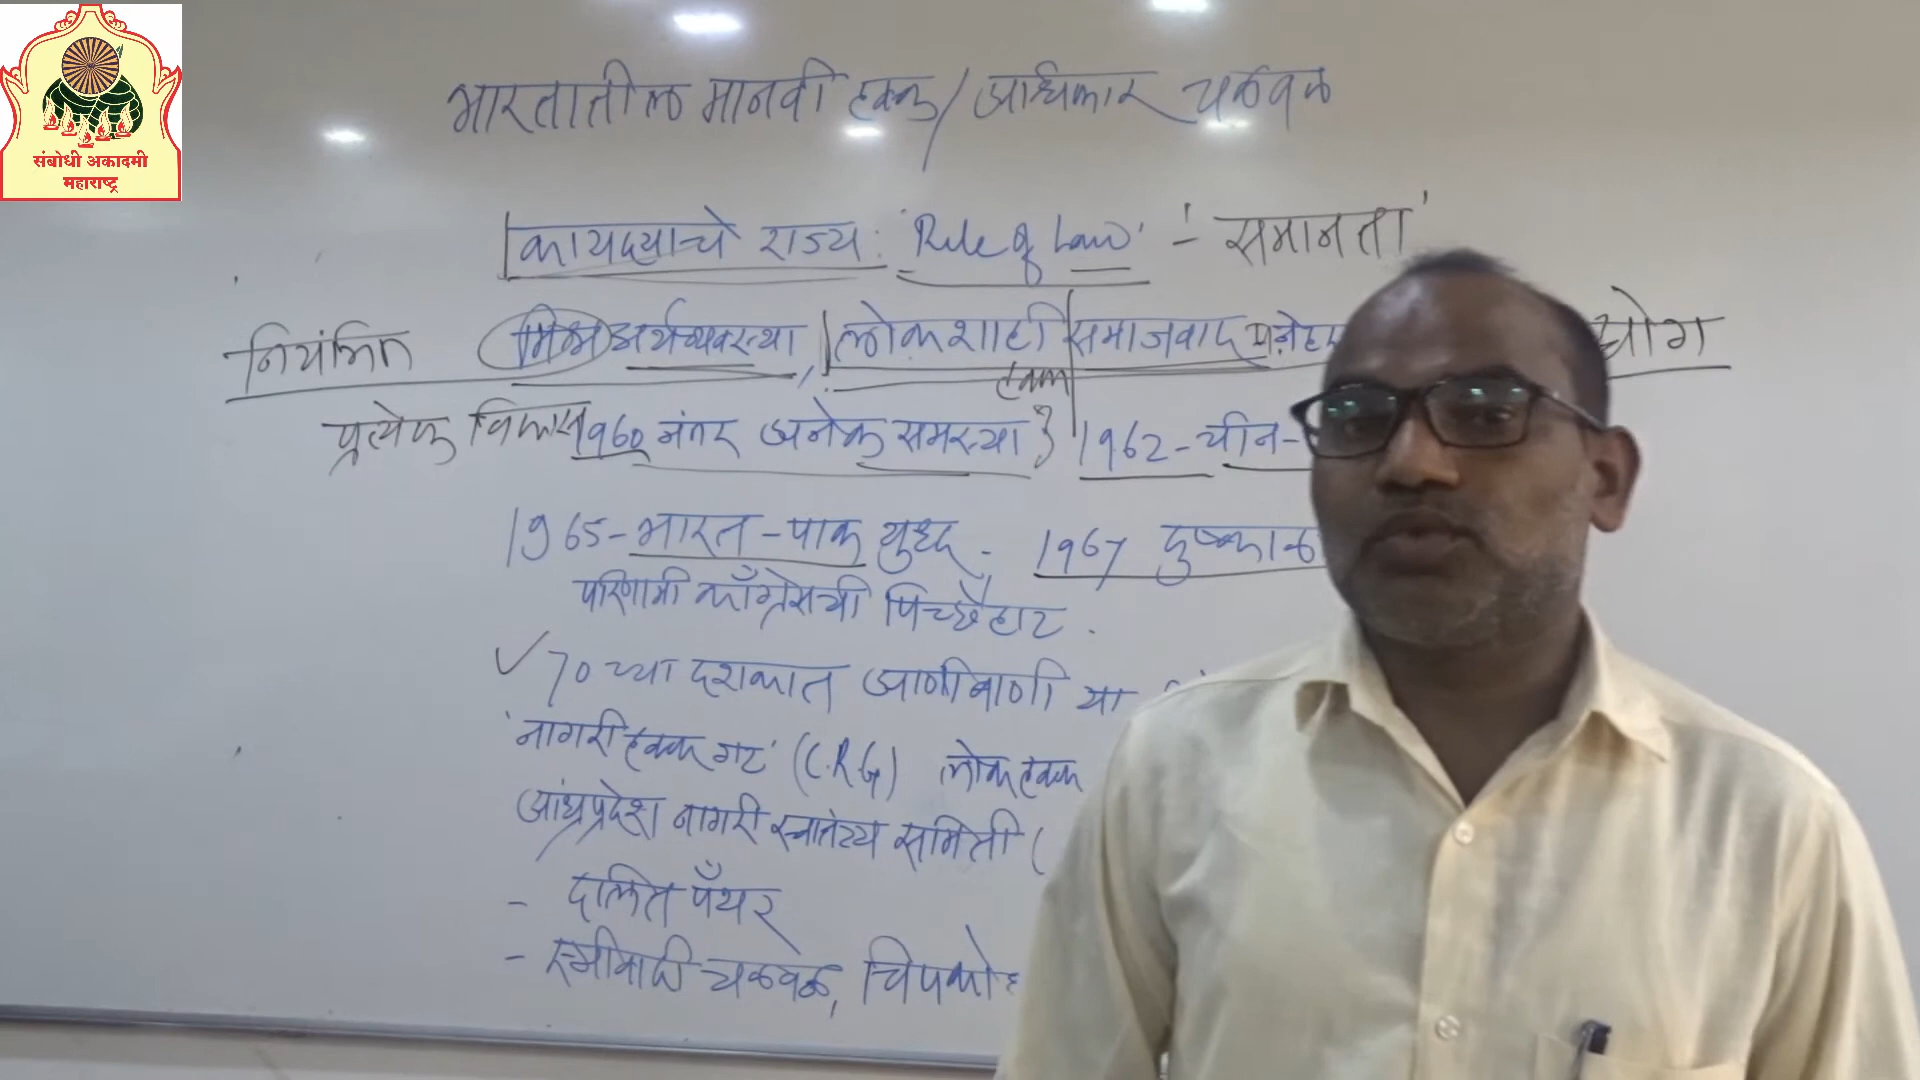 संबोधी अकादमी
महाराष्ट्र
भारतातील मानवी हक्क / अधिकार चळवळ
कायद्याचे राज्य : 'Rule of Law' - 'समानता'
नियंत्रित मिश्र अर्थव्यवस्था, लोकशाही समाजवाद
हक्क
प्रत्येक विकास 1960 नंतर अनेक समस्या 1962 - चीन -
1965 - भारत - पाक युद्ध. 1967 दुष्काळ
परिणामी काँग्रेसची पिच्छेहाट.
70 च्या दशकात आणीबाणी या
'नागरी हक्क गट' (C.R.G) लोक हक्क
आंध्रप्रदेश नागरी स्वातंत्र्य समिती (
- दलित पँथर
- स्त्रीवादी चळवळ, चिपको